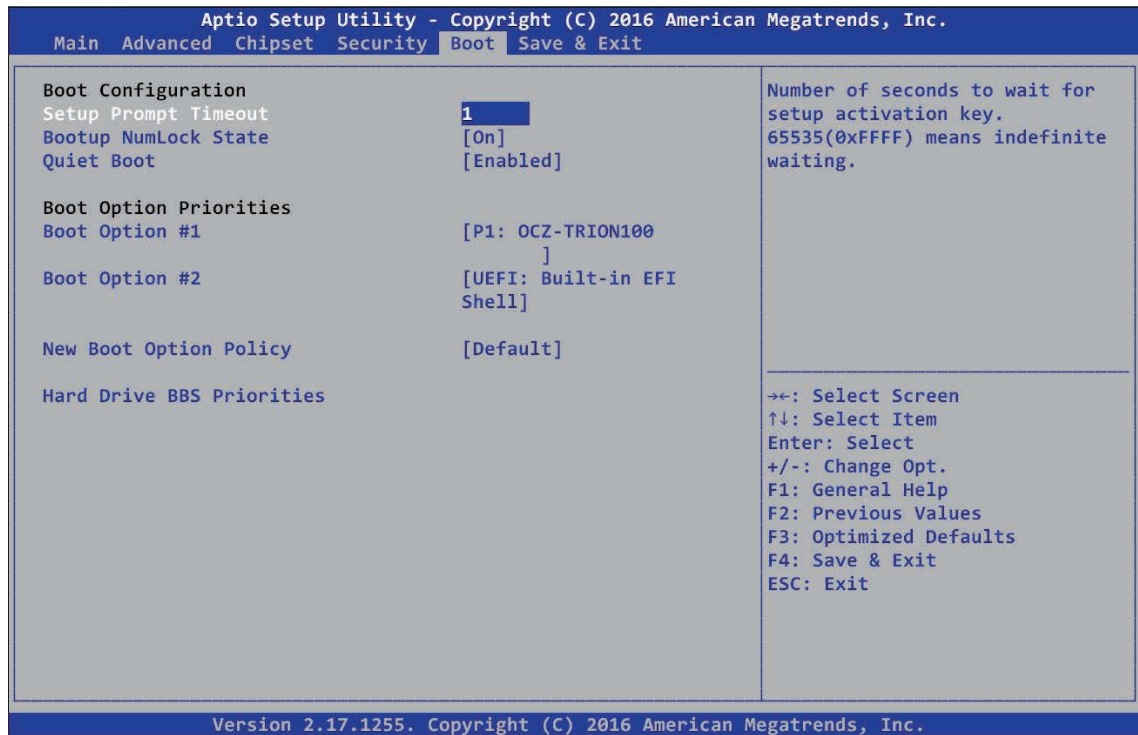 Aptio Setup Utility - Copyright (C) 2016 American Megatrends, Inc.
Main Advanced Chipset Security Boot Save & Exit
Boot Configuration
Setup Prompt Timeout 1
Bootup NumLock State [On]
Quiet Boot [Enabled]
Boot Option Priorities
Boot Option #1 [P1: OCZ-TRION100
]
Boot Option #2 [UEFI: Built-in EFI
Shell]
New Boot Option Policy [Default]
Hard Drive BBS Priorities
Number of seconds to wait for
setup activation key.
65535(0xFFFF) means indefinite
waiting.
→←: Select Screen
↑↓: Select Item
Enter: Select
+/-: Change Opt.
F1: General Help
F2: Previous Values
F3: Optimized Defaults
F4: Save & Exit
ESC: Exit
Version 2.17.1255. Copyright (C) 2016 American Megatrends, Inc.